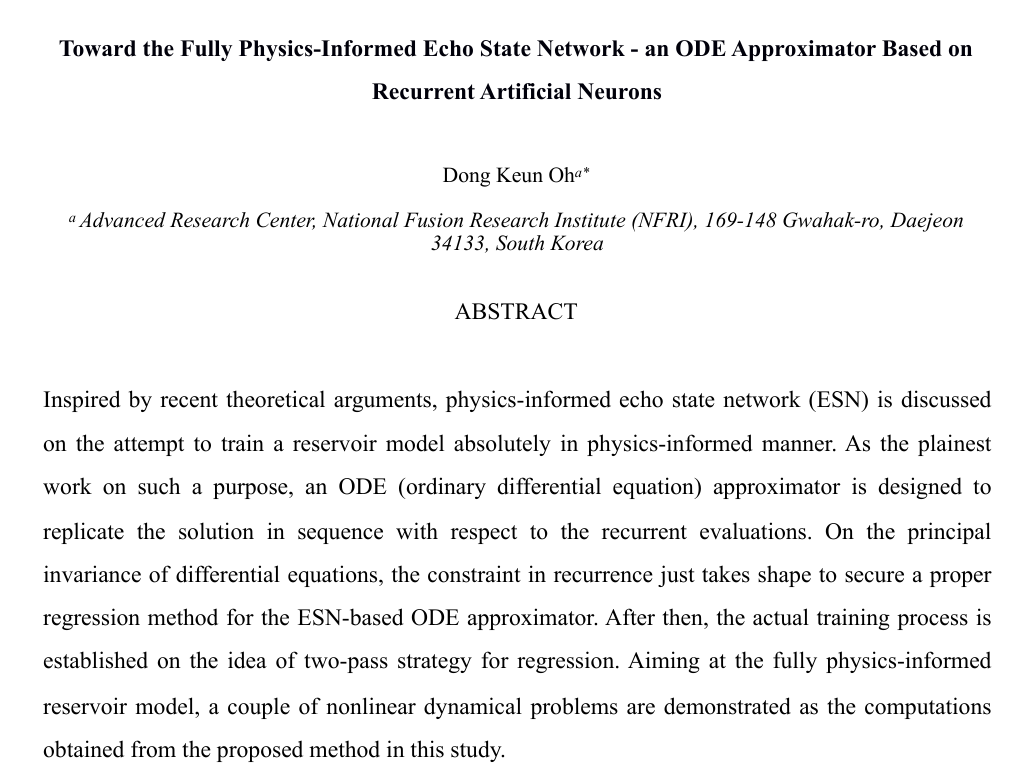 Toward the Fully Physics-Informed Echo State Network - an ODE Approximator Based on
Recurrent Artificial Neurons
Dong Keun Oha*
a Advanced Research Center, National Fusion Research Institute (NFRI), 169-148 Gwahak-ro, Daejeon
34133, South Korea
ABSTRACT
Inspired by recent theoretical arguments, physics-informed echo state network (ESN) is discussed
on the attempt to train a reservoir model absolutely in physics-informed manner. As the plainest
work on such a purpose, an ODE (ordinary differential equation) approximator is designed to
replicate the solution in sequence with respect to the recurrent evaluations. On the principal
invariance of differential equations, the constraint in recurrence just takes shape to secure a proper
regression method for the ESN-based ODE approximator. After then, the actual training process is
established on the idea of two-pass strategy for regression. Aiming at the fully physics-informed
reservoir model, a couple of nonlinear dynamical problems are demonstrated as the computations
obtained from the proposed method in this study.